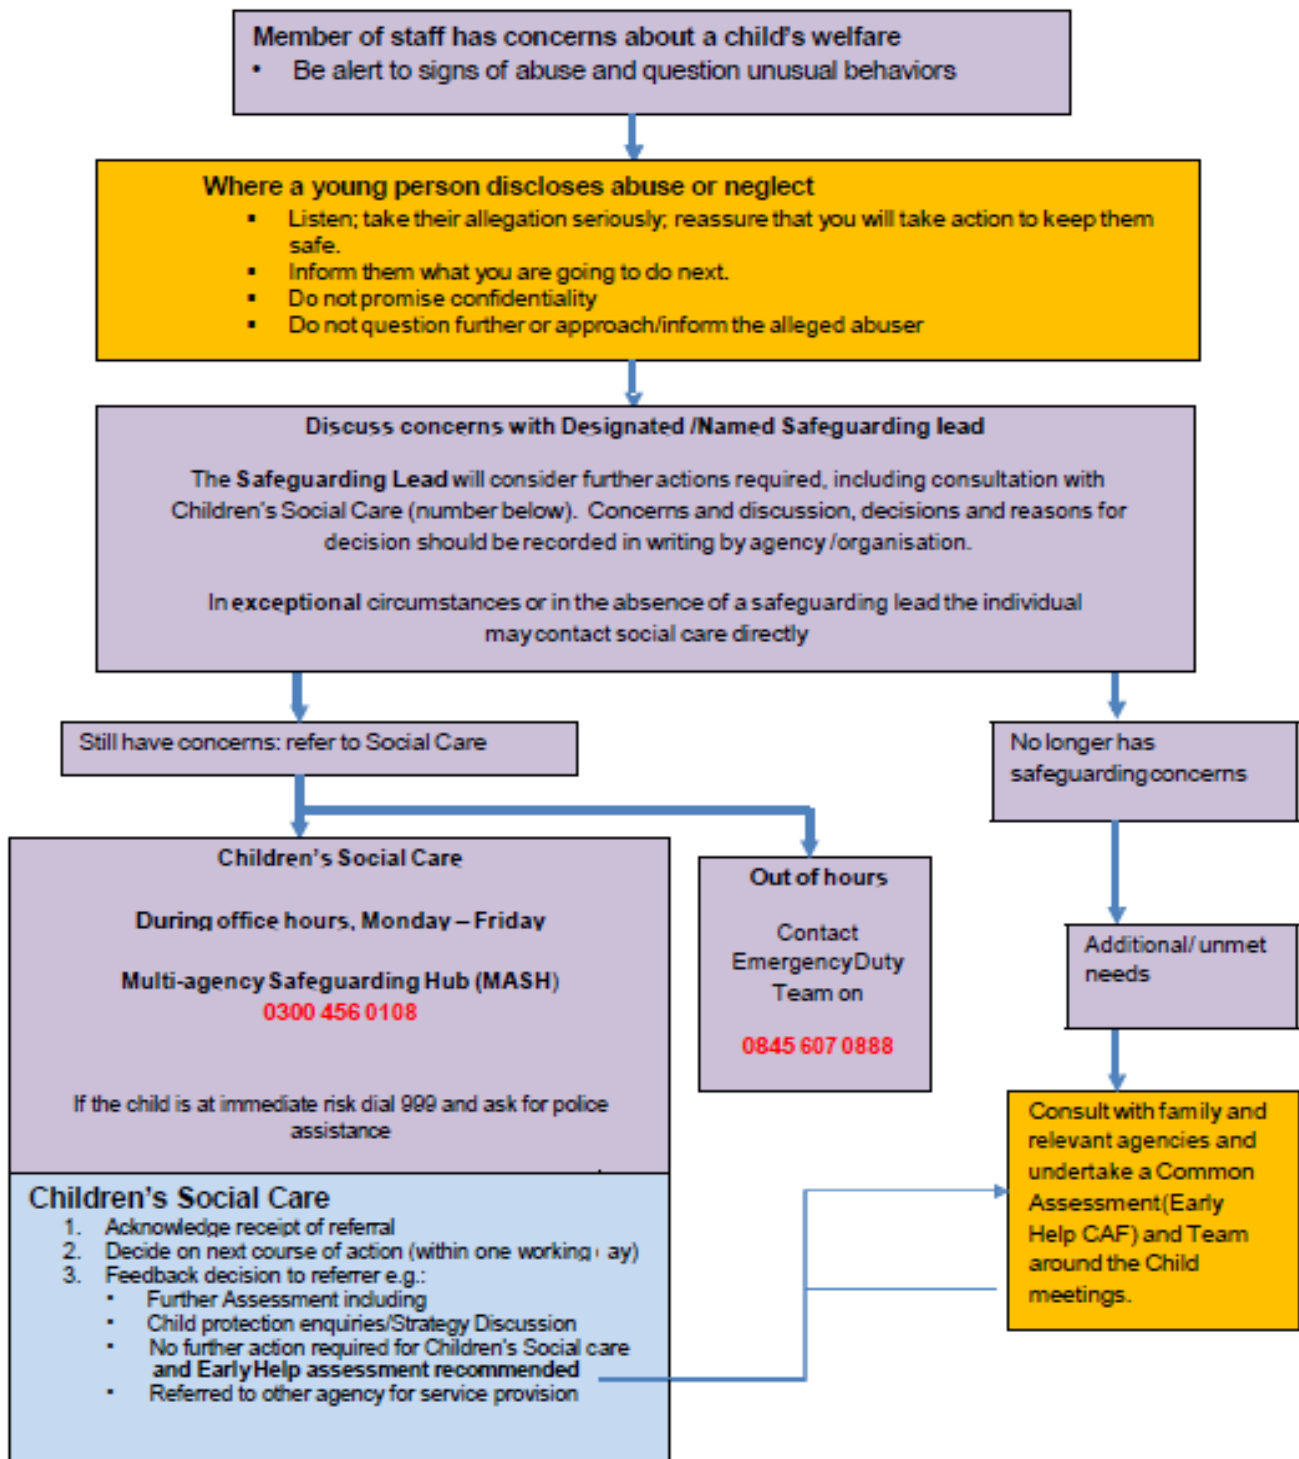 Member of staff has concerns about a child's welfare
• Be alert to signs of abuse and question unusual behaviors
Where a young person discloses abuse or neglect
▪ Listen; take their allegation seriously; reassure that you will take action to keep them
safe.
▪ Inform them what you are going to do next.
▪ Do not promise confidentiality
▪ Do not question further or approach/inform the alleged abuser
Discuss concerns with Designated /Named Safeguarding lead
The Safeguarding Lead will consider further actions required, including consultation with
Children's Social Care (number below). Concerns and discussion, decisions and reasons for
decision should be recorded in writing by agency /organisation.
In exceptional circumstances or in the absence of a safeguarding lead the individual
may contact social care directly
Still have concerns: refer to Social Care
No longer has
safeguarding concerns
Children's Social Care
During office hours, Monday – Friday
Multi-agency Safeguarding Hub (MASH)
0300 456 0108
If the child is at immediate risk dial 999 and ask for police
assistance
Out of hours
Contact
Emergency Duty
Team on
0845 607 0888
Additional/ unmet
needs
Consult with family and
relevant agencies and
undertake a Common
Assessment (Early
Help CAF) and Team
around the Child
meetings.
Children's Social Care
1. Acknowledge receipt of referral
2. Decide on next course of action (within one working ay)
3. Feedback decision to referrer e.g.:
▪ Further Assessment including
▪ Child protection enquiries/Strategy Discussion
▪ No further action required for Children's Social care
and Early Help assessment recommended
▪ Referred to other agency for service provision